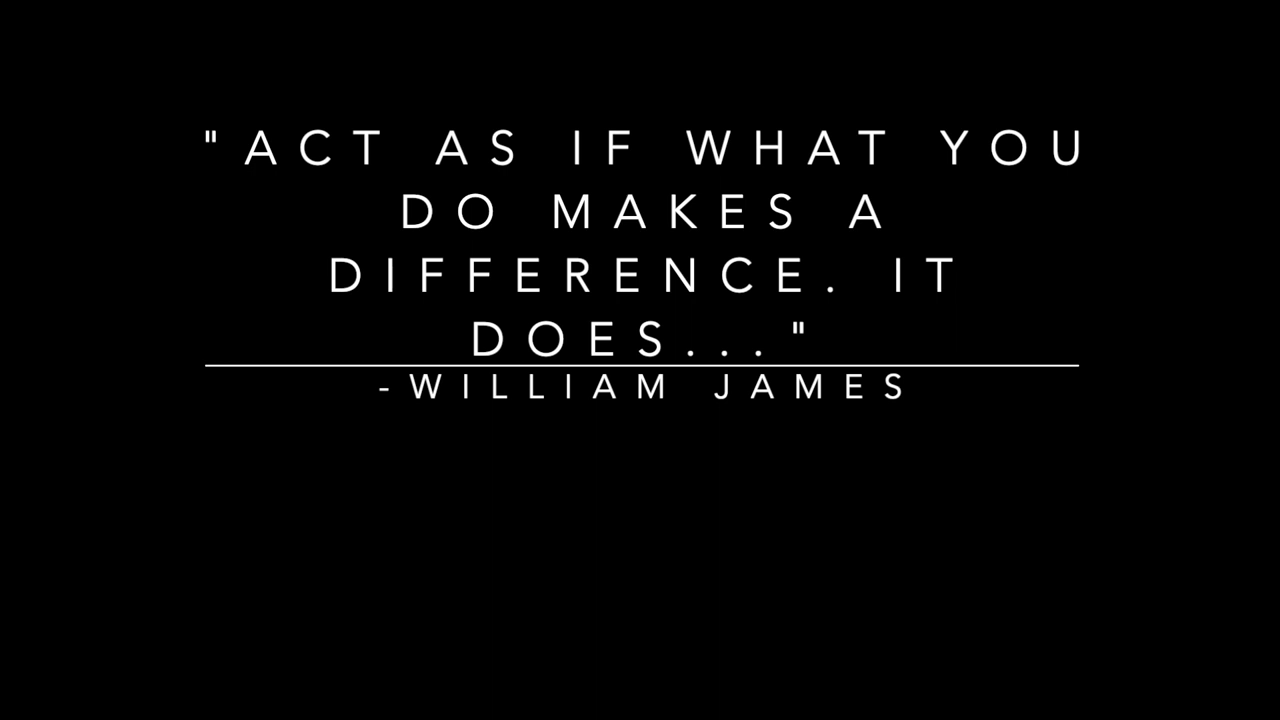 "ACT AS IF WHAT YOU
DO MAKES A
DIFFERENCE. IT
DOES..."
-WILLIAM JAMES